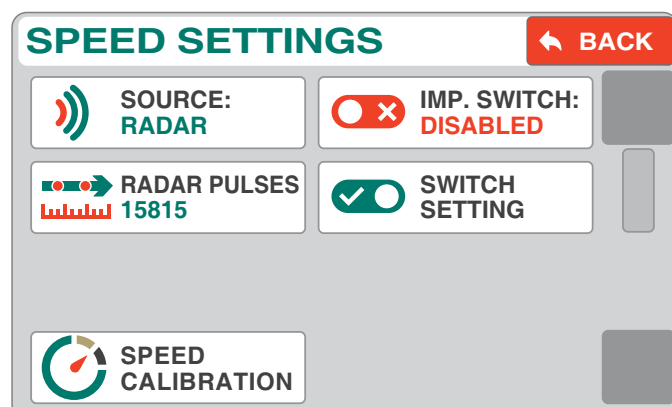 SPEED SETTINGS
BACK
SOURCE:
RADAR
IMP. SWITCH:
DISABLED
RADAR PULSES
15815
SWITCH
SETTING
SPEED
CALIBRATION